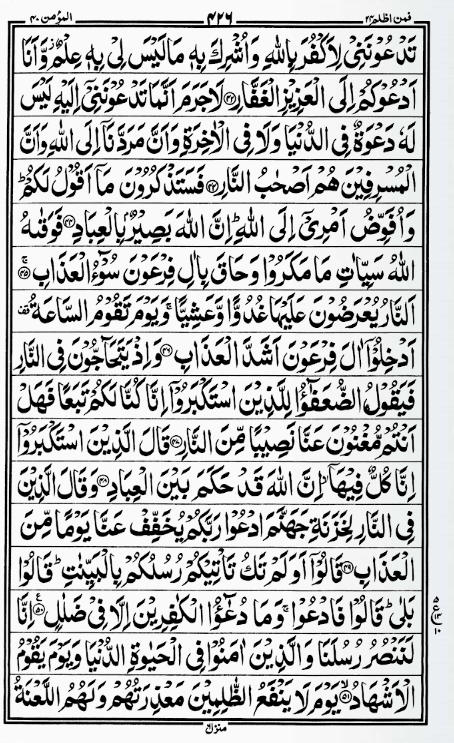 فمن اظلم ٢٤ ٤٢٦ المؤمن ٤٠
تَدْعُوْنَنِيْ لِاَكْفُرَ بِاللّٰهِ وَاُشْرِكَ بِهٖ مَا لَيْسَ لِيْ بِهٖ عِلْمٌ ۙ وَّاَنَا
اَدْعُوْكُمْ اِلَى الْعَزِيْزِ الْغَفَّارِ ﴿٤٢﴾ لَا جَرَمَ اَنَّمَا تَدْعُوْنَنِيْٓ اِلَيْهِ لَيْسَ
لَهٗ دَعْوَةٌ فِي الدُّنْيَا وَلَا فِي الْاٰخِرَةِ وَاَنَّ مَرَدَّنَآ اِلَى اللّٰهِ وَاَنَّ
الْمُسْرِفِيْنَ هُمْ اَصْحٰبُ النَّارِ ﴿٤٣﴾ فَسَتَذْكُرُوْنَ مَآ اَقُوْلُ لَكُمْ ۭ
وَاُفَوِّضُ اَمْرِيْٓ اِلَى اللّٰهِ ۭ اِنَّ اللّٰهَ بَصِيْرٌۢ بِالْعِبَادِ ﴿٤٤﴾ فَوَقٰىهُ
اللّٰهُ سَيِّاٰتِ مَا مَكَرُوْا وَحَاقَ بِاٰلِ فِرْعَوْنَ سُوْۗءُ الْعَذَابِ ﴿٤٥﴾ۚ
اَلنَّارُ يُعْرَضُوْنَ عَلَيْهَا غُدُوًّا وَّعَشِيًّا ۚ وَيَوْمَ تَقُوْمُ السَّاعَةُ ۣ
اَدْخِلُوْٓا اٰلَ فِرْعَوْنَ اَشَدَّ الْعَذَابِ ﴿٤٦﴾ وَاِذْ يَتَحَاۗجُّوْنَ فِي النَّارِ
فَيَقُوْلُ الضُّعَفٰۗؤُا لِلَّذِيْنَ اسْتَكْبَرُوْٓا اِنَّا كُنَّا لَكُمْ تَبَعًا فَهَلْ
اَنْتُمْ مُّغْنُوْنَ عَنَّا نَصِيْبًا مِّنَ النَّارِ ﴿٤٧﴾ قَالَ الَّذِيْنَ اسْتَكْبَرُوْٓا
اِنَّا كُلٌّ فِيْهَآ ۙ اِنَّ اللّٰهَ قَدْ حَكَمَ بَيْنَ الْعِبَادِ ﴿٤٨﴾ وَقَالَ الَّذِيْنَ
فِي النَّارِ لِخَزَنَةِ جَهَنَّمَ ادْعُوْا رَبَّكُمْ يُخَفِّفْ عَنَّا يَوْمًا مِّنَ
الْعَذَابِ ﴿٤٩﴾ قَالُوْٓا اَوَلَمْ تَكُ تَاْتِيْكُمْ رُسُلُكُمْ بِالْبَيِّنٰتِ ۭ قَالُوْا
بَلٰى ۭ قَالُوْا فَادْعُوْا ۚ وَمَا دُعٰۗؤُا الْكٰفِرِيْنَ اِلَّا فِيْ ضَلٰلٍ ﴿٥٠﴾ۧ اِنَّا
لَنَنْصُرُ رُسُلَنَا وَالَّذِيْنَ اٰمَنُوْا فِي الْحَيٰوةِ الدُّنْيَا وَيَوْمَ يَقُوْمُ
الْاَشْهَادُ ﴿٥١﴾ۙ يَوْمَ لَا يَنْفَعُ الظّٰلِمِيْنَ مَعْذِرَتُهُمْ وَلَهُمُ اللَّعْنَةُ
٥
ع ١٣
١٠
منزل ٦